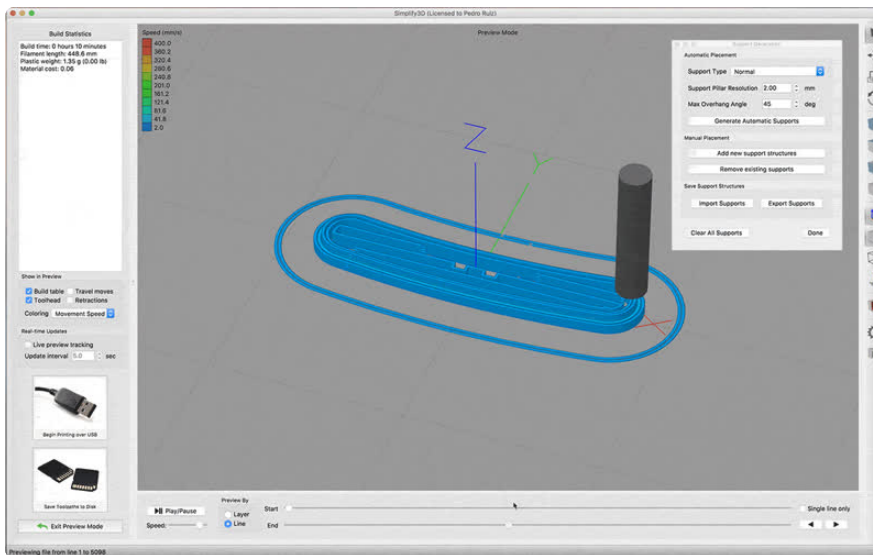 Simplify3D (Licensed to Pedro Ruiz)
Build Statistics
Build time: 0 hours 10 minutes
Filament length: 448.6 mm
Plastic weight: 1.35 g (0.00 lb)
Material cost: 0.06
Speed (mm/s)
400.0
360.2
320.4
280.6
240.8
201.0
161.2
121.4
81.6
41.8
2.0
Preview Mode
Support Generation
Automatic Placement
Support Type Normal
Support Pillar Resolution 2.00 mm
Max Overhang Angle 45 deg
Generate Automatic Supports
Manual Placement
Add new support structures
Remove existing supports
Save Support Structures
Import Supports Export Supports
Clear All Supports Done
Z
Y
X
Show in Preview
Build table Travel moves
Toolhead Retractions
Coloring Movement Speed
Real-time Updates
Live preview tracking
Update interval 5.0 sec
Begin Printing over USB
Save Toolpaths to Disk
Exit Preview Mode
Play/Pause
Speed:
Preview By
Layer
Line
Start
End
Single line only
Previewing file from line 1 to 5098